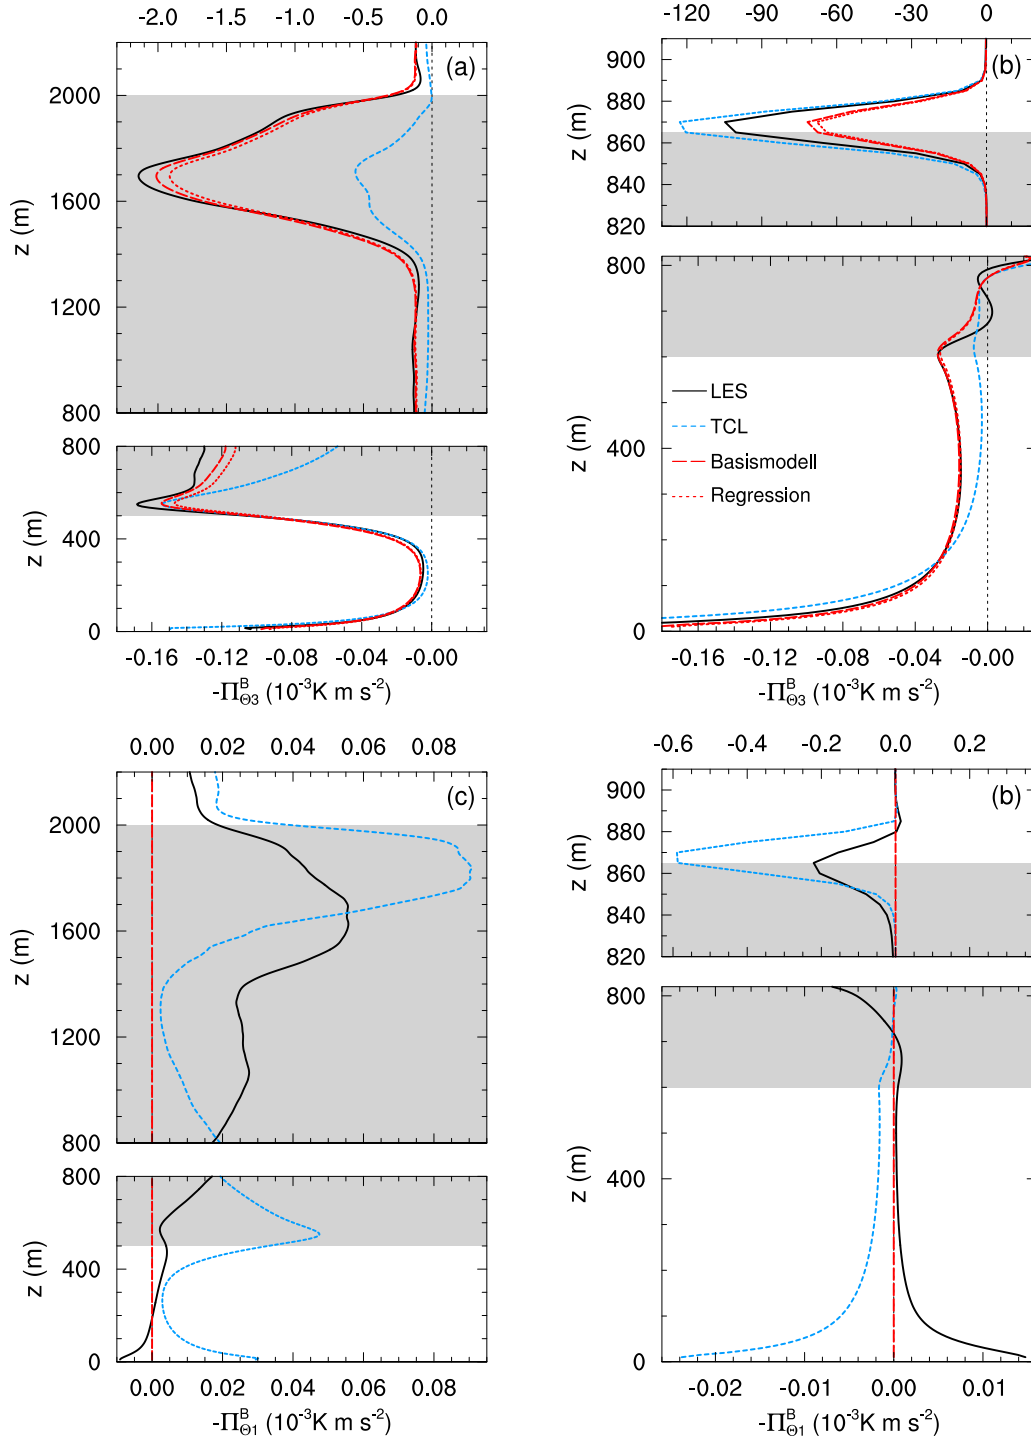 -2.0 -1.5 -1.0 -0.5 0.0
(a)
2000
1600
1200
800
z (m)
800
400
0
z (m)
-0.16 -0.12 -0.08 -0.04 -0.00
-Π^B_Θ3 (10^-3 K m s^-2)
-120 -90 -60 -30 0
(b)
900
880
860
840
820
z (m)
800
400
0
z (m)
LES
TCL
Basismodell
Regression
-0.16 -0.12 -0.08 -0.04 -0.00
-Π^B_Θ3 (10^-3 K m s^-2)
0.00 0.02 0.04 0.06 0.08
(c)
2000
1600
1200
800
z (m)
800
400
0
z (m)
0.00 0.02 0.04 0.06 0.08
-Π^B_Θ1 (10^-3 K m s^-2)
-0.6 -0.4 -0.2 0.0 0.2
(b)
900
880
860
840
820
z (m)
800
400
0
z (m)
-0.02 -0.01 0.00 0.01
-Π^B_Θ1 (10^-3 K m s^-2)